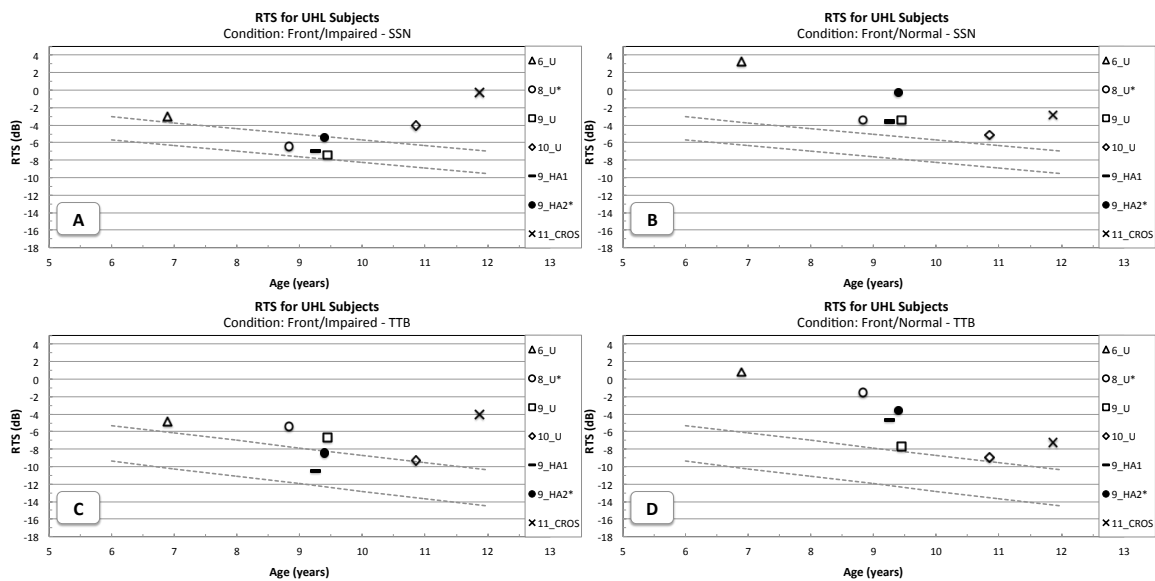 RTS for UHL Subjects
Condition: Front/Impaired - SSN
RTS (dB)
4
2
0
-2
-4
-6
-8
-10
-12
-14
-16
-18
5 6 7 8 9 10 11 12 13
Age (years)
A
6_U
8_U*
9_U
10_U
9_HA1
9_HA2*
11_CROS
RTS for UHL Subjects
Condition: Front/Normal - SSN
RTS (dB)
4
2
0
-2
-4
-6
-8
-10
-12
-14
-16
-18
5 6 7 8 9 10 11 12 13
Age (years)
B
6_U
8_U*
9_U
10_U
9_HA1
9_HA2*
11_CROS
RTS for UHL Subjects
Condition: Front/Impaired - TTB
RTS (dB)
4
2
0
-2
-4
-6
-8
-10
-12
-14
-16
-18
5 6 7 8 9 10 11 12 13
Age (years)
C
6_U
8_U*
9_U
10_U
9_HA1
9_HA2*
11_CROS
RTS for UHL Subjects
Condition: Front/Normal - TTB
RTS (dB)
4
2
0
-2
-4
-6
-8
-10
-12
-14
-16
-18
5 6 7 8 9 10 11 12 13
Age (years)
D
6_U
8_U*
9_U
10_U
9_HA1
9_HA2*
11_CROS